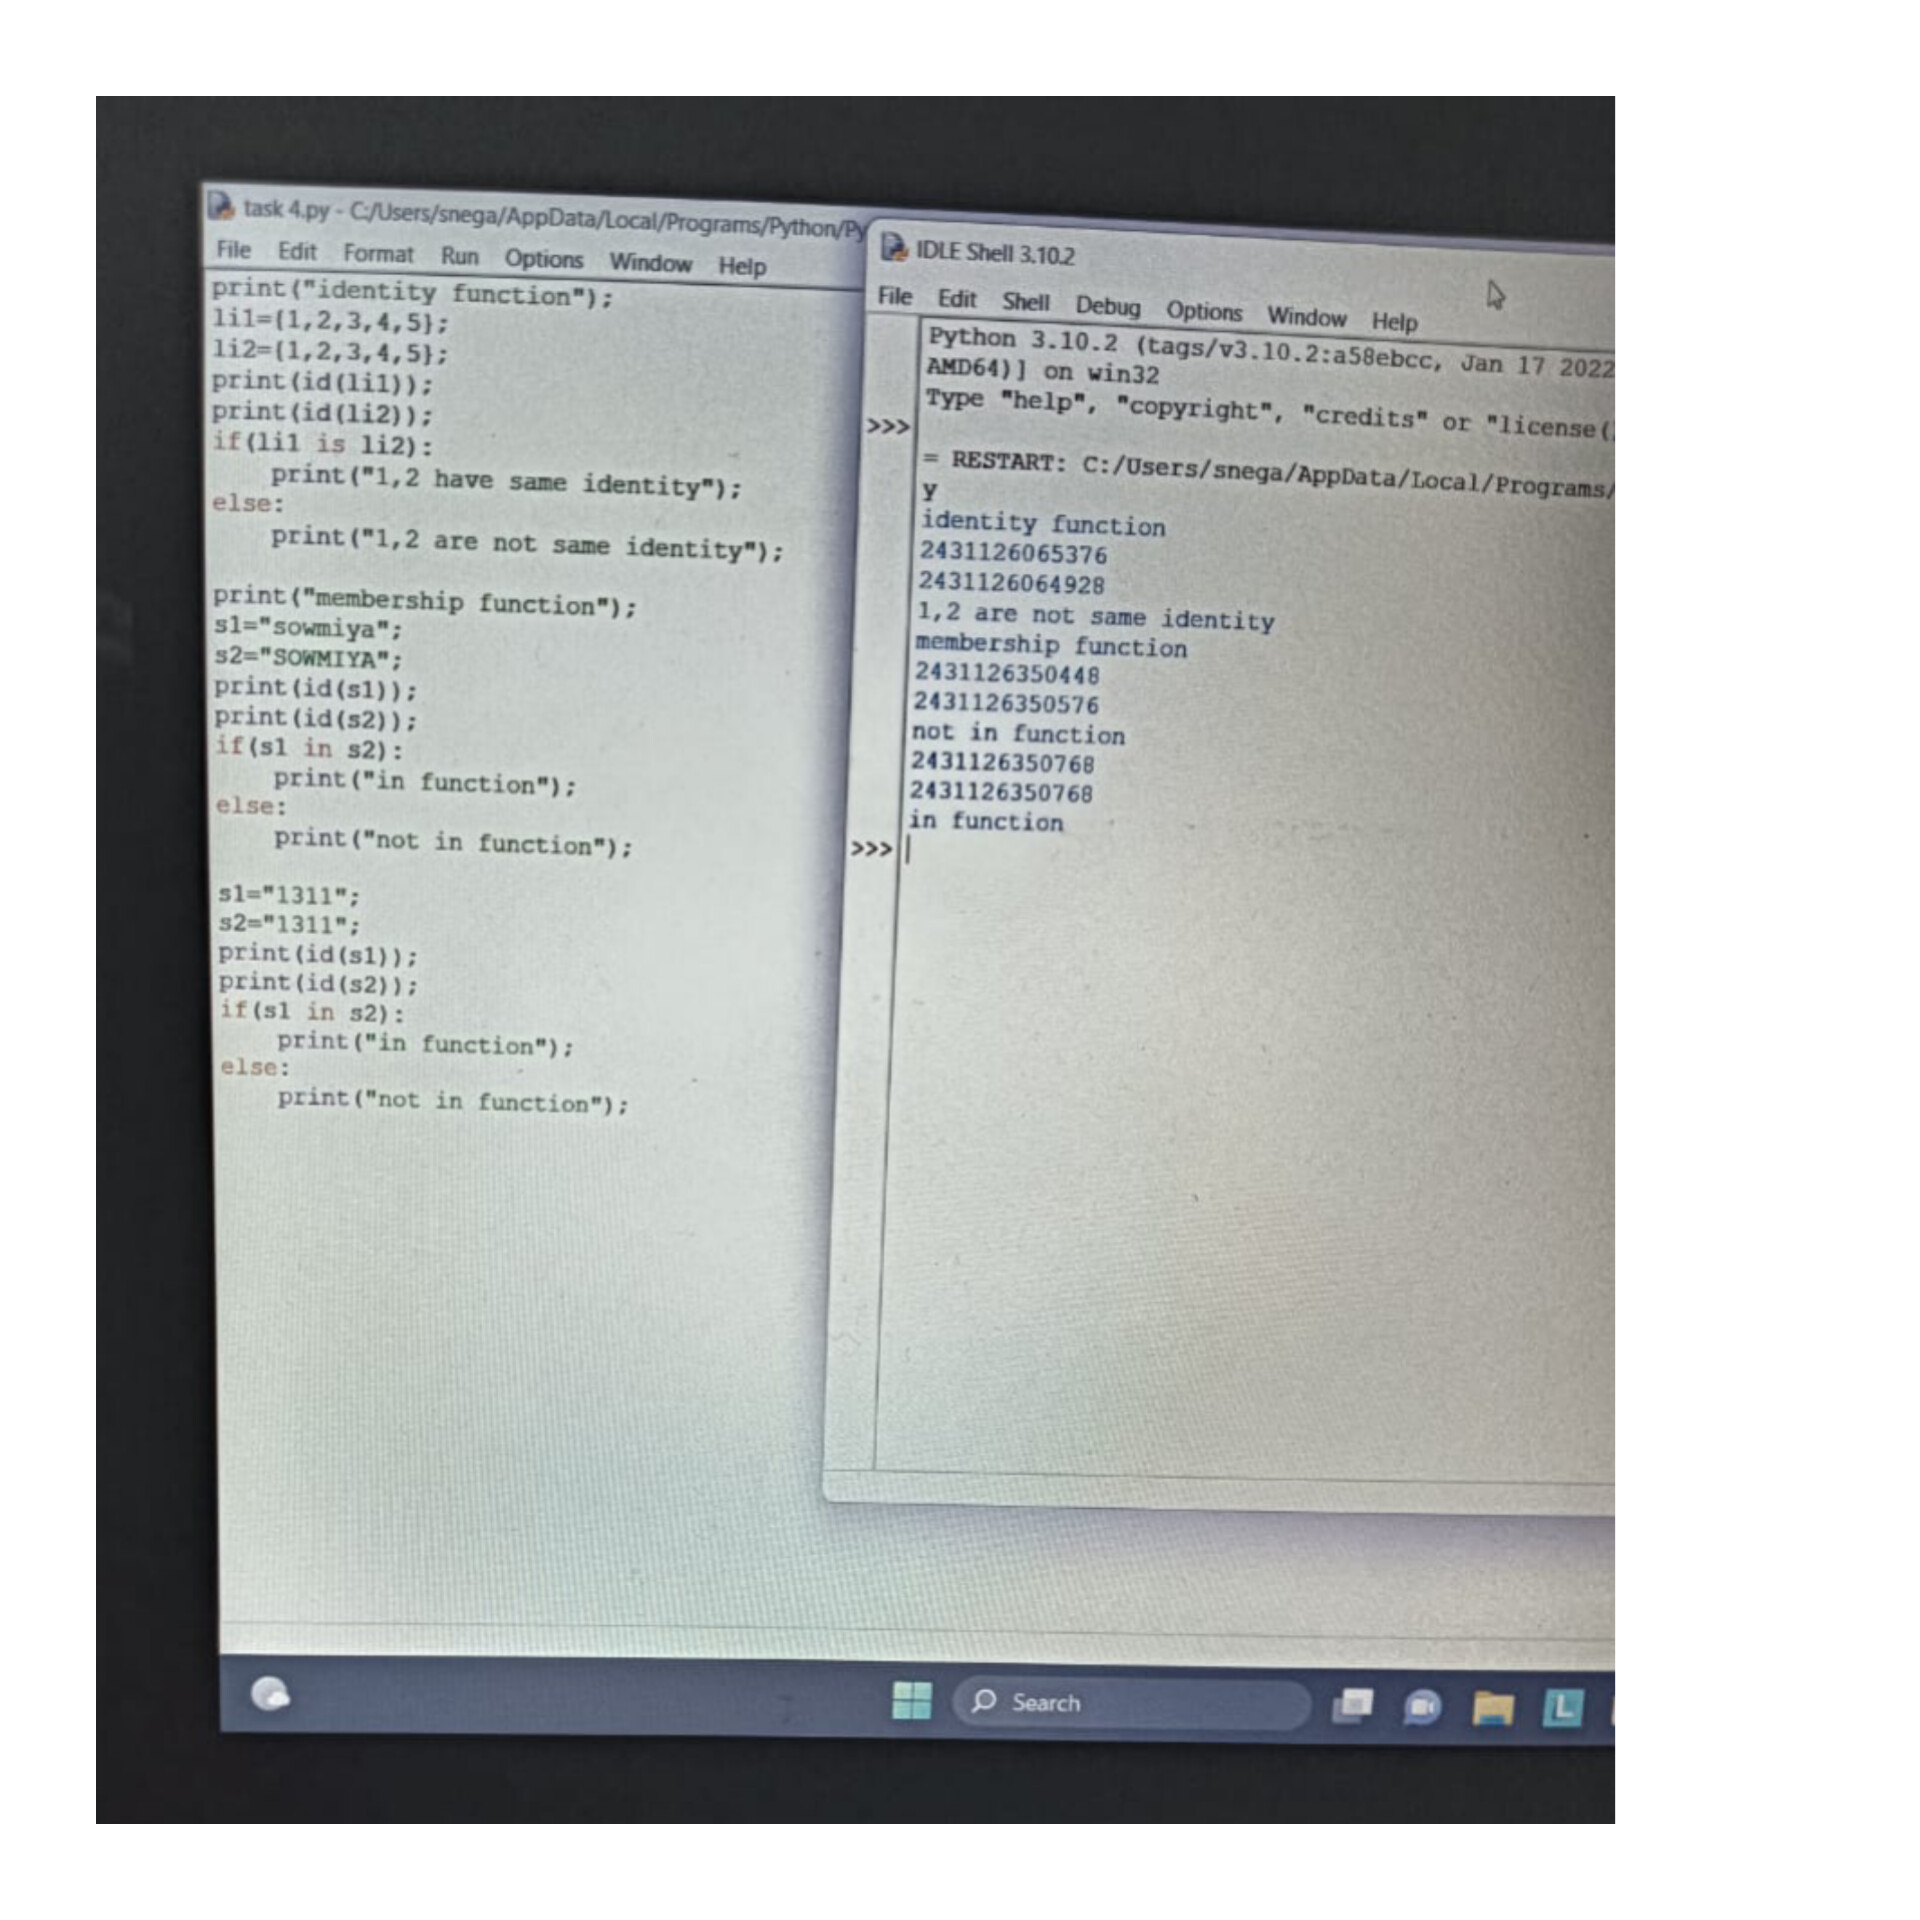 task 4.py - C:/Users/snega/AppData/Local/Programs/Python/Py
File Edit Format Run Options Window Help
print("identity function");
li1={1,2,3,4,5};
li2={1,2,3,4,5};
print(id(li1));
print(id(li2));
if(li1 is li2):
    print("1,2 have same identity");
else:
    print("1,2 are not same identity");
print("membership function");
s1="sowmiya";
s2="SOWMIYA";
print(id(s1));
print(id(s2));
if(s1 in s2):
    print("in function");
else:
    print("not in function");
s1="1311";
s2="1311";
print(id(s1));
print(id(s2));
if(s1 in s2):
    print("in function");
else:
    print("not in function");
IDLE Shell 3.10.2
File Edit Shell Debug Options Window Help
Python 3.10.2 (tags/v3.10.2:a58ebcc, Jan 17 2022
AMD64)] on win32
Type "help", "copyright", "credits" or "license(
>>>
= RESTART: C:/Users/snega/AppData/Local/Programs/
y
identity function
2431126065376
2431126064928
1,2 are not same identity
membership function
2431126350448
2431126350576
not in function
2431126350768
2431126350768
in function
>>>
Search
L